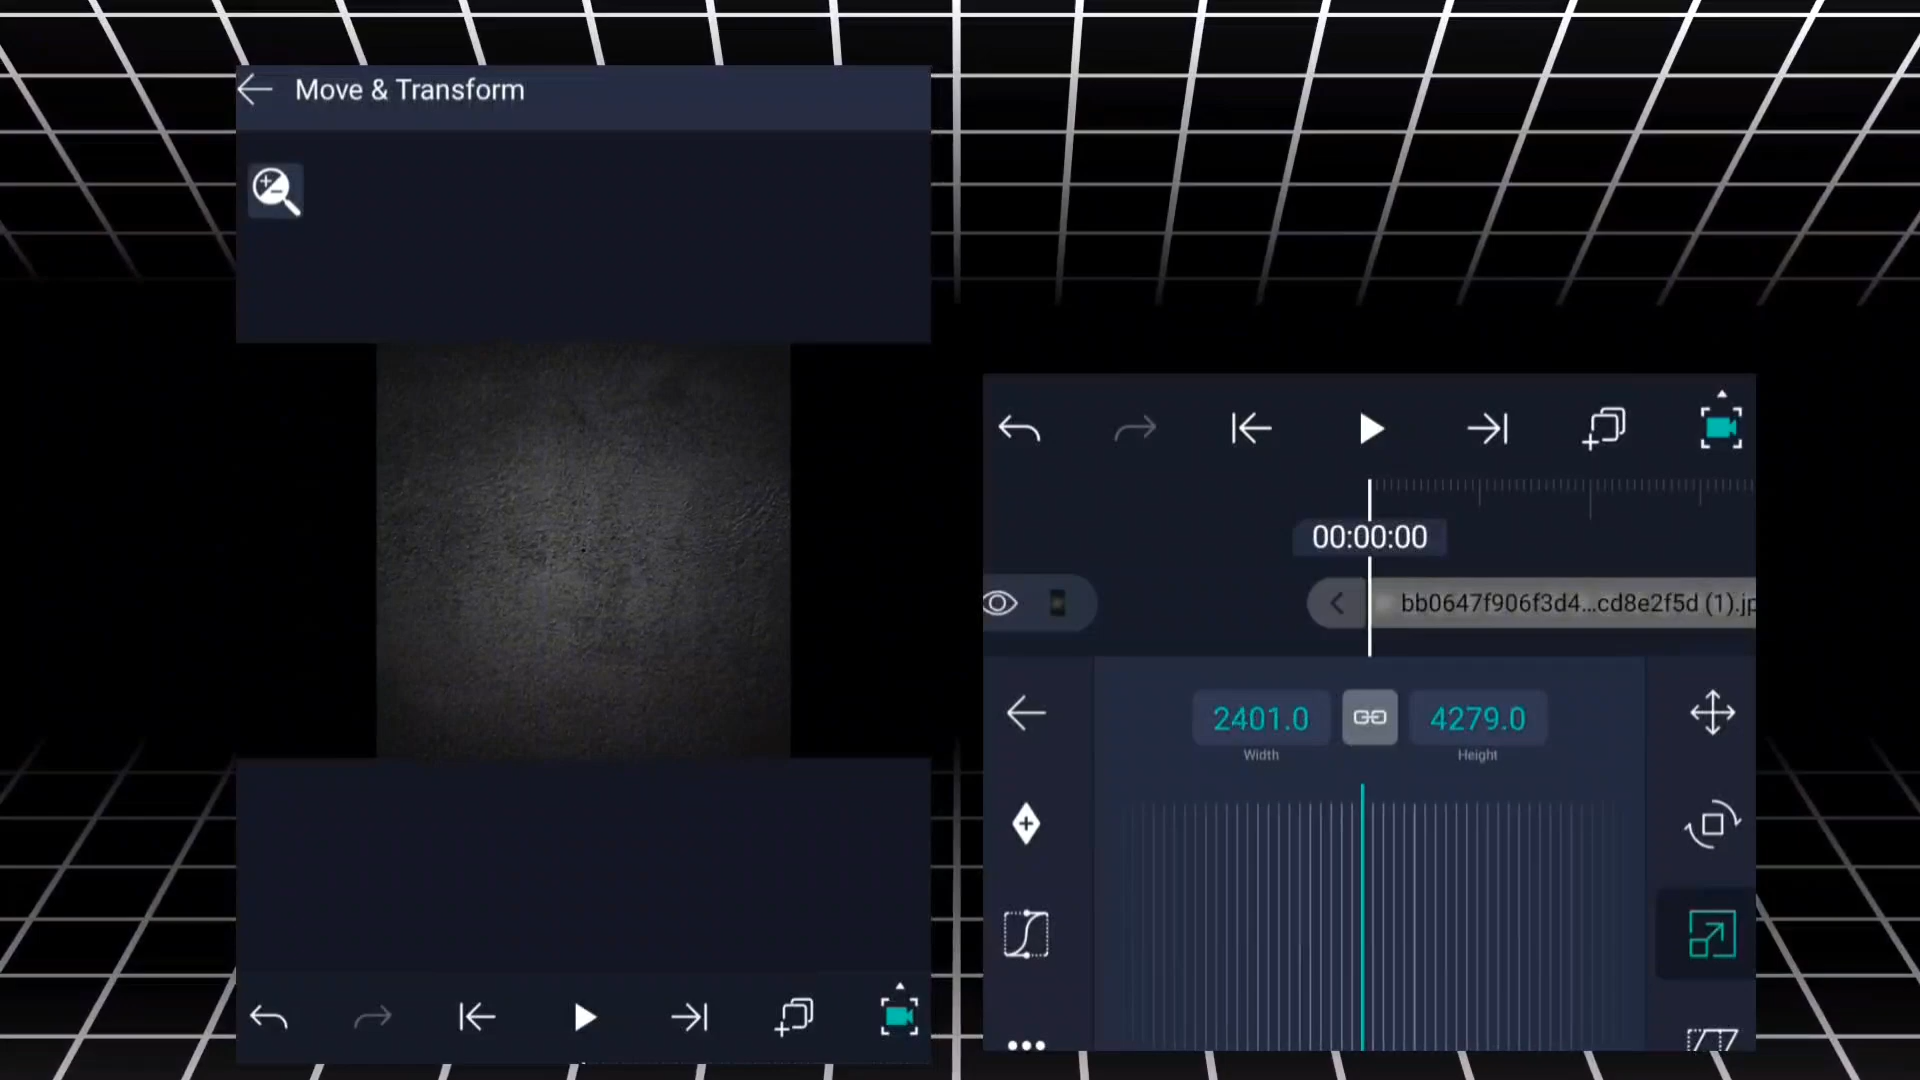 Move & Transform
00:00:00
bb0647f906f3d4...cd8e2f5d (1).jp
2401.0
4279.0
Width
Height